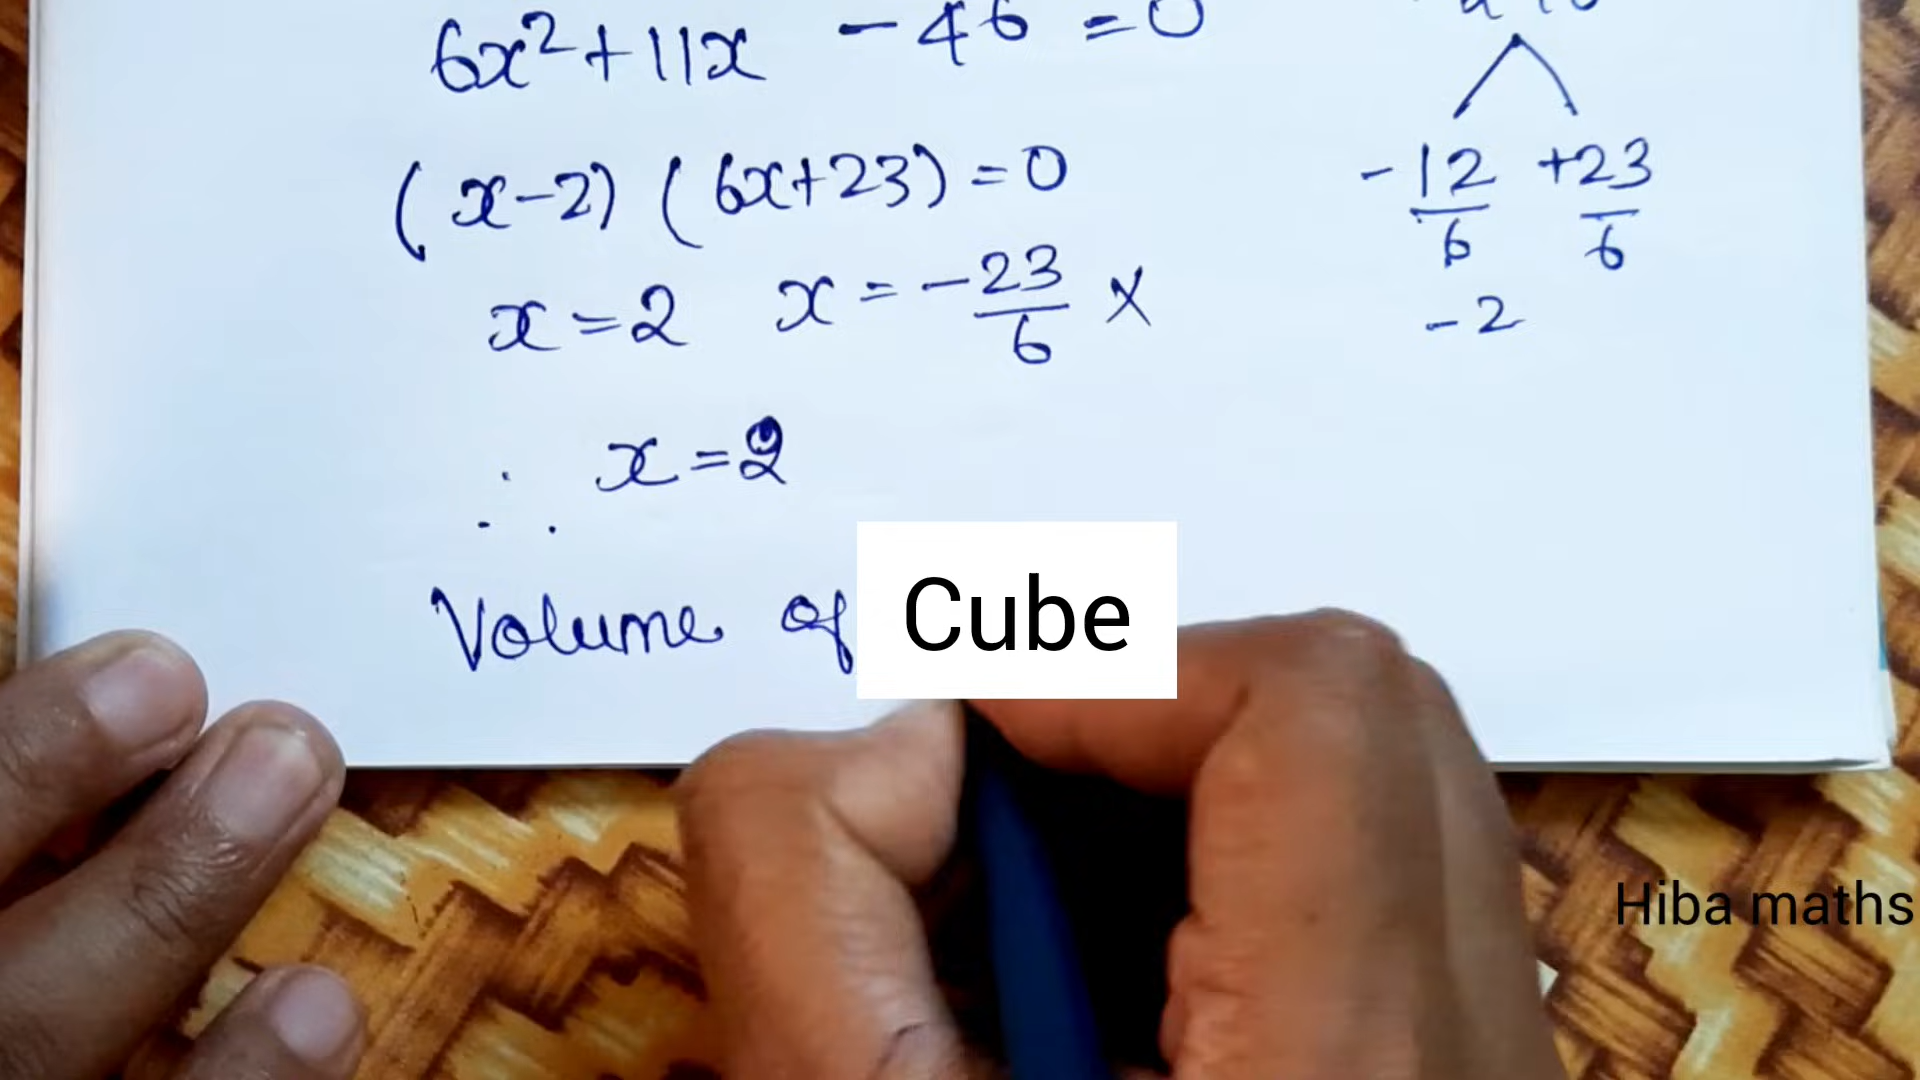 6x² + 11x - 46 = 0
(x-2) (6x+23) = 0
x = 2 x = -23/6 ×
∴ x = 2
Volume of Cube
-12/6 +23/6
-2
Hiba maths